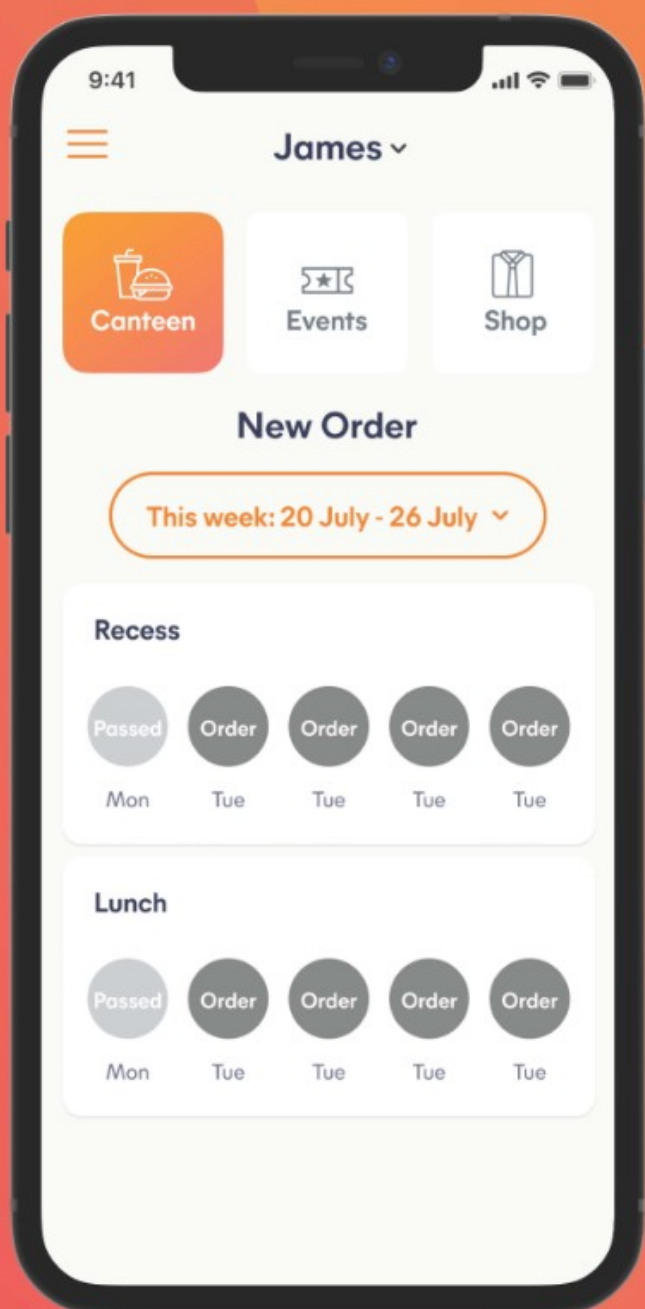 9:41
James
Canteen
Events
Shop
New Order
This week: 20 July - 26 July
Recess
Passed Order Order Order Order
Mon Tue Tue Tue Tue
Lunch
Passed Order Order Order Order
Mon Tue Tue Tue Tue